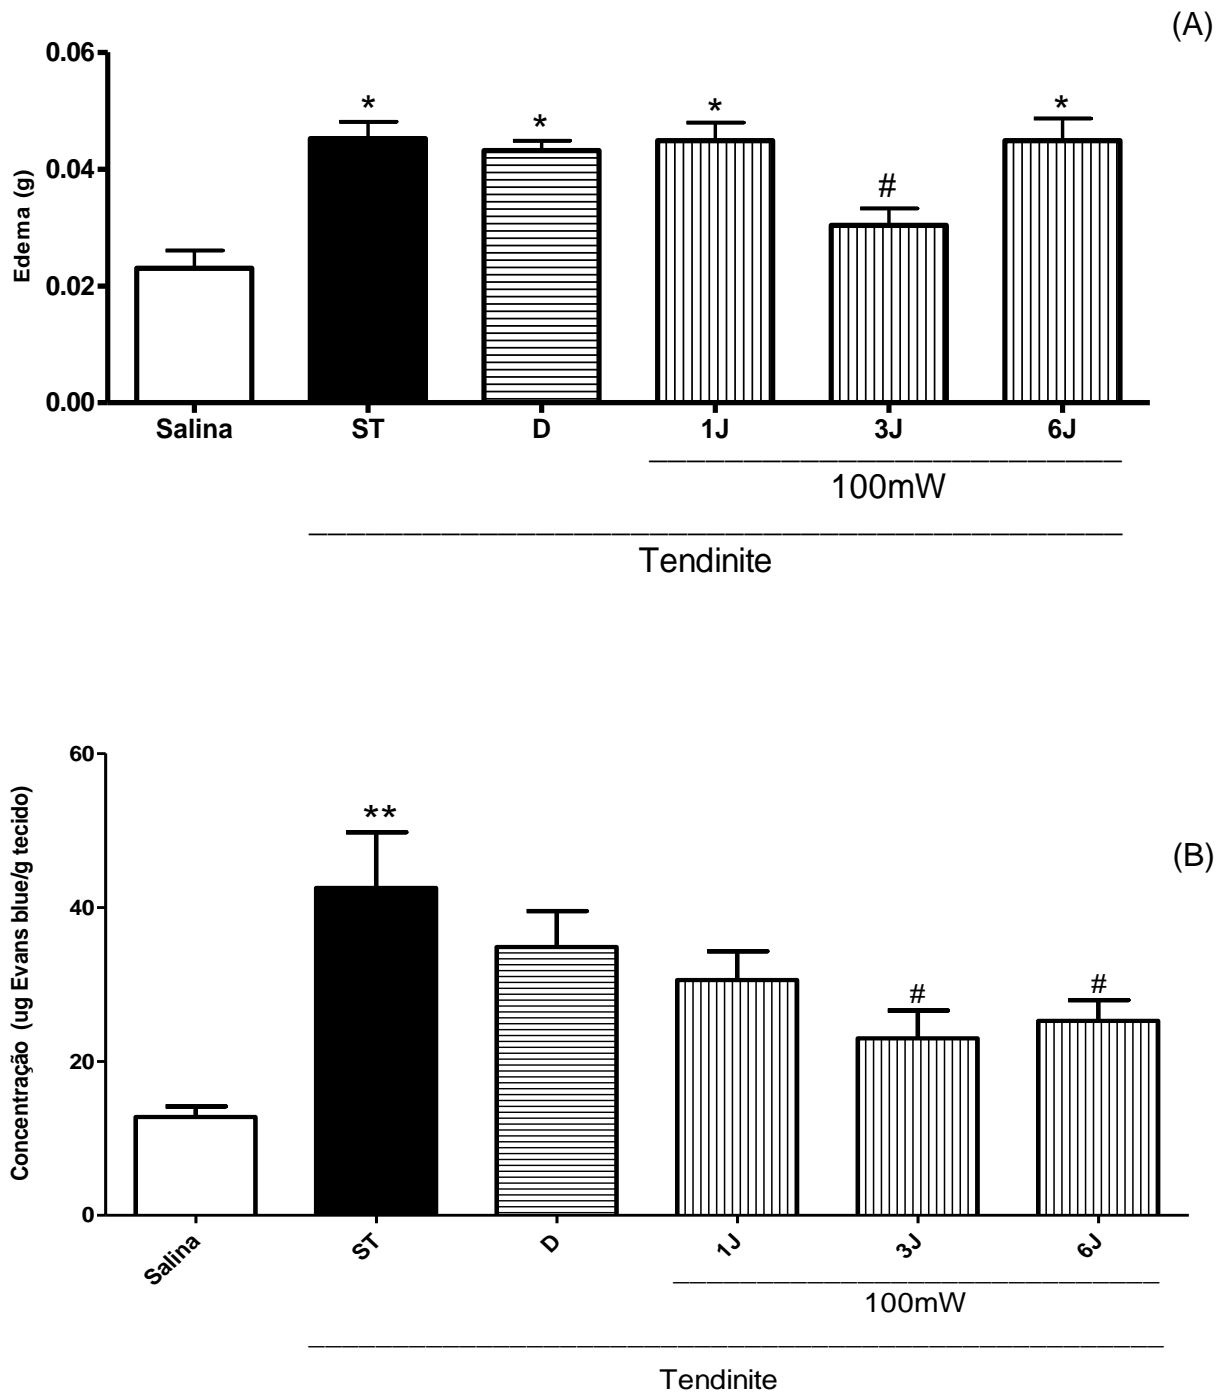 (A)
0.06
*
*
*
*
0.04
#
Edema (g)
0.02
0.00
Salina ST D 1J 3J 6J
100mW
Tendinite
60
**
(B)
40
#
#
Concentração (ug Evans blue/g tecido)
20
0
Salina ST D 1J 3J 6J
100mW
Tendinite